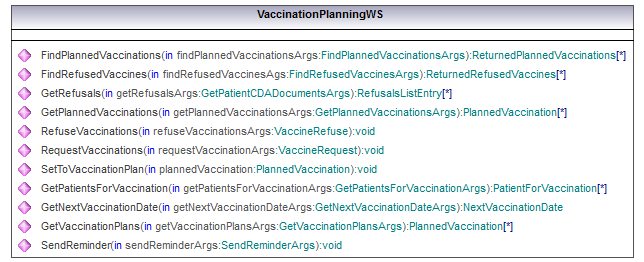 VaccinationPlanningWS
FindPlannedVaccinations(in findPlannedVaccinationsArgs:FindPlannedVaccinationsArgs):ReturnedPlannedVaccinations[*]
FindRefusedVaccines(in findRefusedVaccinesAgs:FindRefusedVaccinesArgs):ReturnedRefusedVaccines[*]
GetRefusals(in getRefusalsArgs:GetPatientCDADocumentsArgs):RefusalsListEntry[*]
GetPlannedVaccinations(in getPlannedVaccinationsArgs:GetPlannedVaccinationsArgs):PlannedVaccination[*]
RefuseVaccinations(in refuseVaccinationsArgs:VaccineRefuse):void
RequestVaccinations(in requestVaccinationArgs:VaccineRequest):void
SetToVaccinationPlan(in plannedVaccination:PlannedVaccination):void
GetPatientsForVaccination(in getPatientsForVaccinationArgs:GetPatientsForVaccinationArgs):PatientForVaccination[*]
GetNextVaccinationDate(in getNextVaccinationDateArgs:GetNextVaccinationDateArgs):NextVaccinationDate
GetVaccinationPlans(in getVaccinationPlansArgs:GetVaccinationPlansArgs):PlannedVaccination[*]
SendReminder(in sendReminderArgs:SendReminderArgs):void